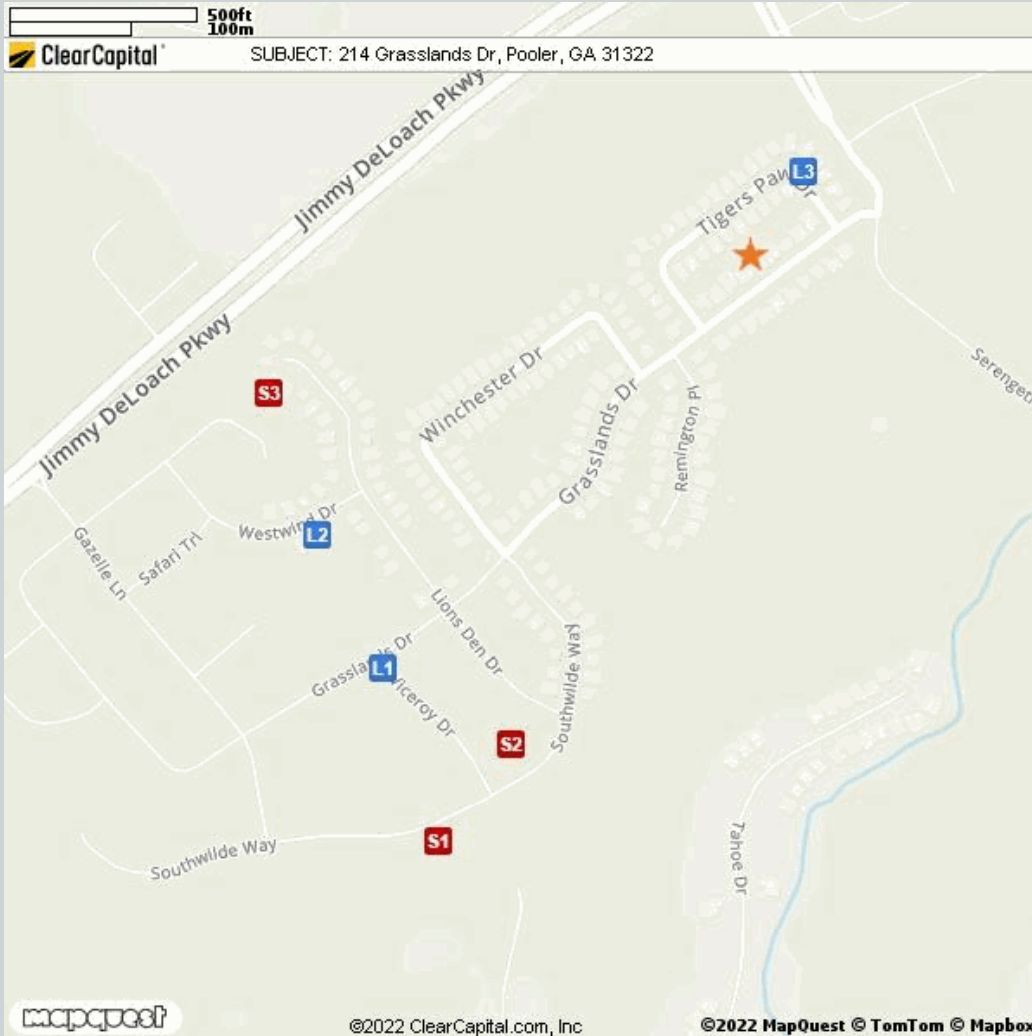 500ft
100m
ClearCapital
SUBJECT: 214 Grasslands Dr, Pooler, GA 31322
Jimmy DeLoach Pkwy
L3
Tigers Paw Dr
Jimmy DeLoach Pkwy
Serenget
S3
Winchester Dr
Grasslands Dr
Remington Pl
Westwind Dr
L2
Gazelle Ln
Safari Trl
Lions Den Dr
Grasslands Dr
L1
Viceroy Dr
Southwilde Way
S2
S1
Southwilde Way
Tahoe Dr
mapquest
©2022 ClearCapital.com, Inc
©2022 MapQuest © TomTom © Mapbox